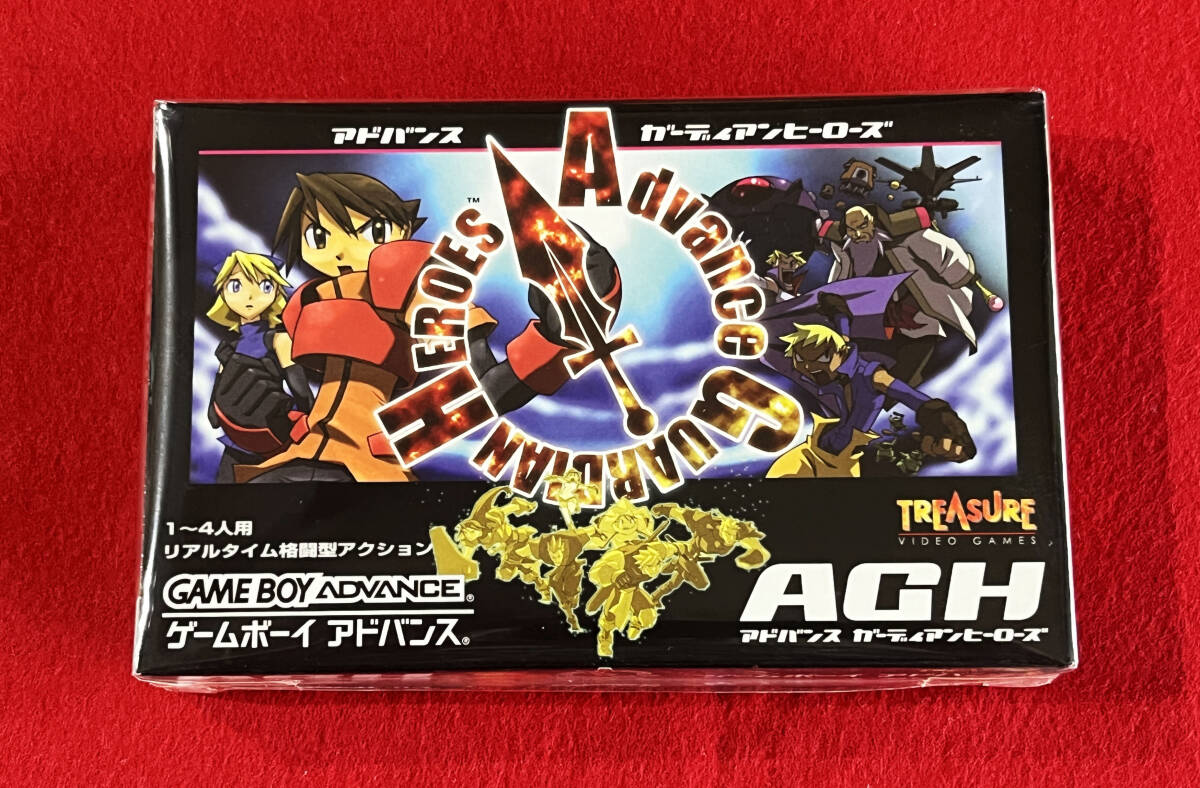 アドバンス ガーディアンヒーローズ
Advance GUARDIAN HEROES™
1～4人用
リアルタイム格闘型アクション
GAME BOY ADVANCE®
ゲームボーイ アドバンス®
TREASURE
VIDEO GAMES
AGH
アドバンス ガーディアンヒーローズ